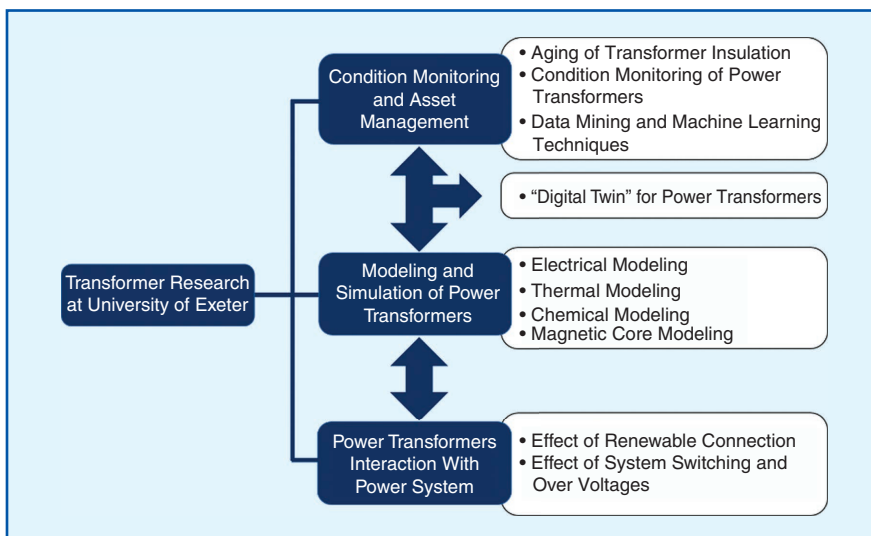 Transformer Research
at University of Exeter
Condition Monitoring
and Asset
Management
• Aging of Transformer Insulation
• Condition Monitoring of Power
Transformers
• Data Mining and Machine Learning
Techniques
• “Digital Twin” for Power Transformers
Modeling and
Simulation of Power
Transformers
• Electrical Modeling
• Thermal Modeling
• Chemical Modeling
• Magnetic Core Modeling
Power Transformers
Interaction With
Power System
• Effect of Renewable Connection
• Effect of System Switching and
Over Voltages